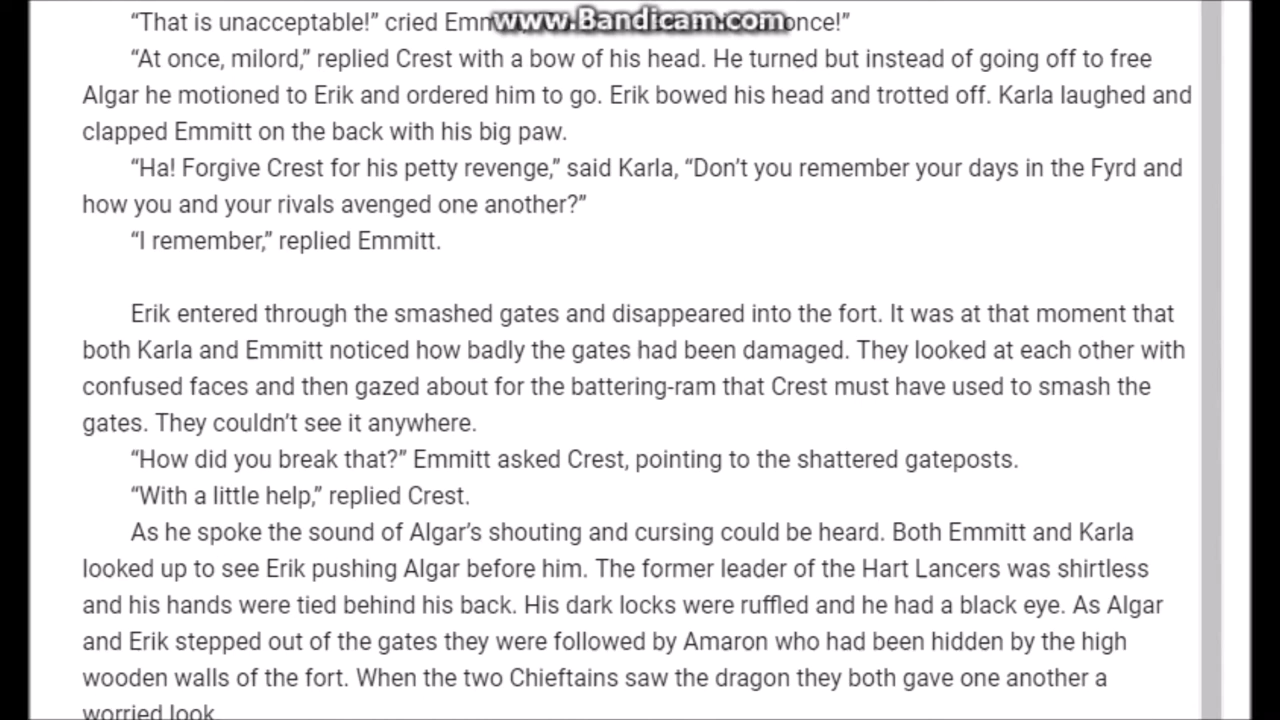 “That is unacceptable!” cried Emm www.Bandicam.com once!”
“At once, milord,” replied Crest with a bow of his head. He turned but instead of going off to free
Algar he motioned to Erik and ordered him to go. Erik bowed his head and trotted off. Karla laughed and
clapped Emmitt on the back with his big paw.
“Ha! Forgive Crest for his petty revenge,” said Karla, “Don’t you remember your days in the Fyrd and
how you and your rivals avenged one another?”
“I remember,” replied Emmitt.
Erik entered through the smashed gates and disappeared into the fort. It was at that moment that
both Karla and Emmitt noticed how badly the gates had been damaged. They looked at each other with
confused faces and then gazed about for the battering-ram that Crest must have used to smash the
gates. They couldn’t see it anywhere.
“How did you break that?” Emmitt asked Crest, pointing to the shattered gateposts.
“With a little help,” replied Crest.
As he spoke the sound of Algar’s shouting and cursing could be heard. Both Emmitt and Karla
looked up to see Erik pushing Algar before him. The former leader of the Hart Lancers was shirtless
and his hands were tied behind his back. His dark locks were ruffled and he had a black eye. As Algar
and Erik stepped out of the gates they were followed by Amaron who had been hidden by the high
wooden walls of the fort. When the two Chieftains saw the dragon they both gave one another a
worried look.